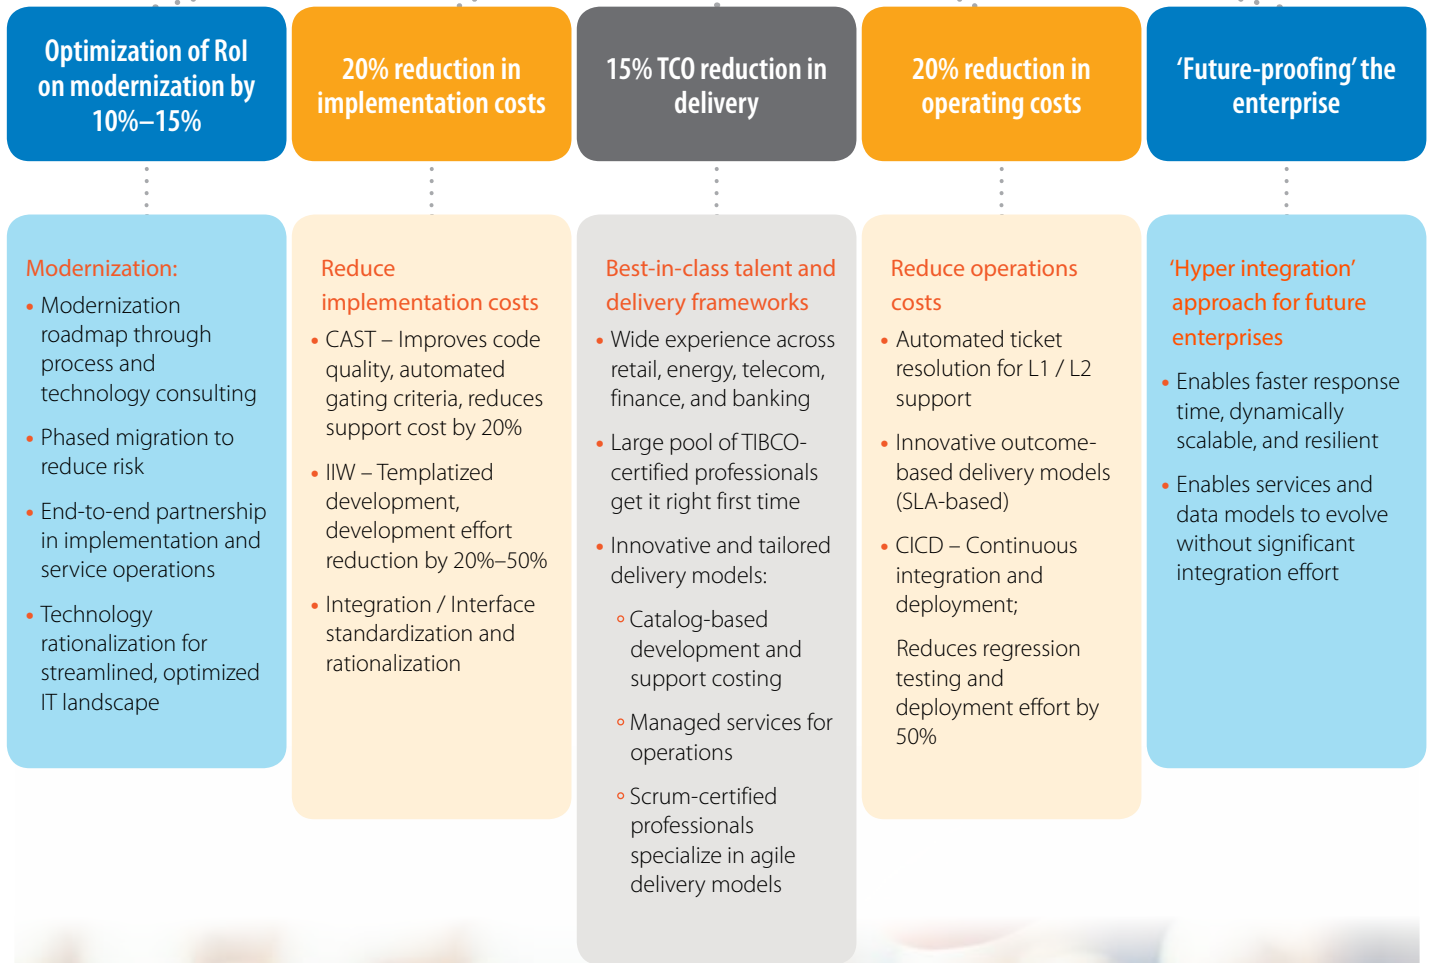 Optimization of RoI
on modernization by
10%–15%
20% reduction in
implementation costs
15% TCO reduction in
delivery
20% reduction in
operating costs
‘Future-proofing’ the
enterprise
Modernization:
• Modernization
roadmap through
process and
technology consulting
• Phased migration to
reduce risk
• End-to-end partnership
in implementation and
service operations
• Technology
rationalization for
streamlined, optimized
IT landscape
Reduce
implementation costs
• CAST – Improves code
quality, automated
gating criteria, reduces
support cost by 20%
• IIW – Templatized
development,
development effort
reduction by 20%–50%
• Integration / Interface
standardization and
rationalization
Best-in-class talent and
delivery frameworks
• Wide experience across
retail, energy, telecom,
finance, and banking
• Large pool of TIBCO-
certified professionals
get it right first time
• Innovative and tailored
delivery models:
◦ Catalog-based
development and
support costing
◦ Managed services for
operations
◦ Scrum-certified
professionals
specialize in agile
delivery models
Reduce operations
costs
• Automated ticket
resolution for L1 / L2
support
• Innovative outcome-
based delivery models
(SLA-based)
• CICD – Continuous
integration and
deployment;
Reduces regression
testing and
deployment effort by
50%
‘Hyper integration’
approach for future
enterprises
• Enables faster response
time, dynamically
scalable, and resilient
• Enables services and
data models to evolve
without significant
integration effort